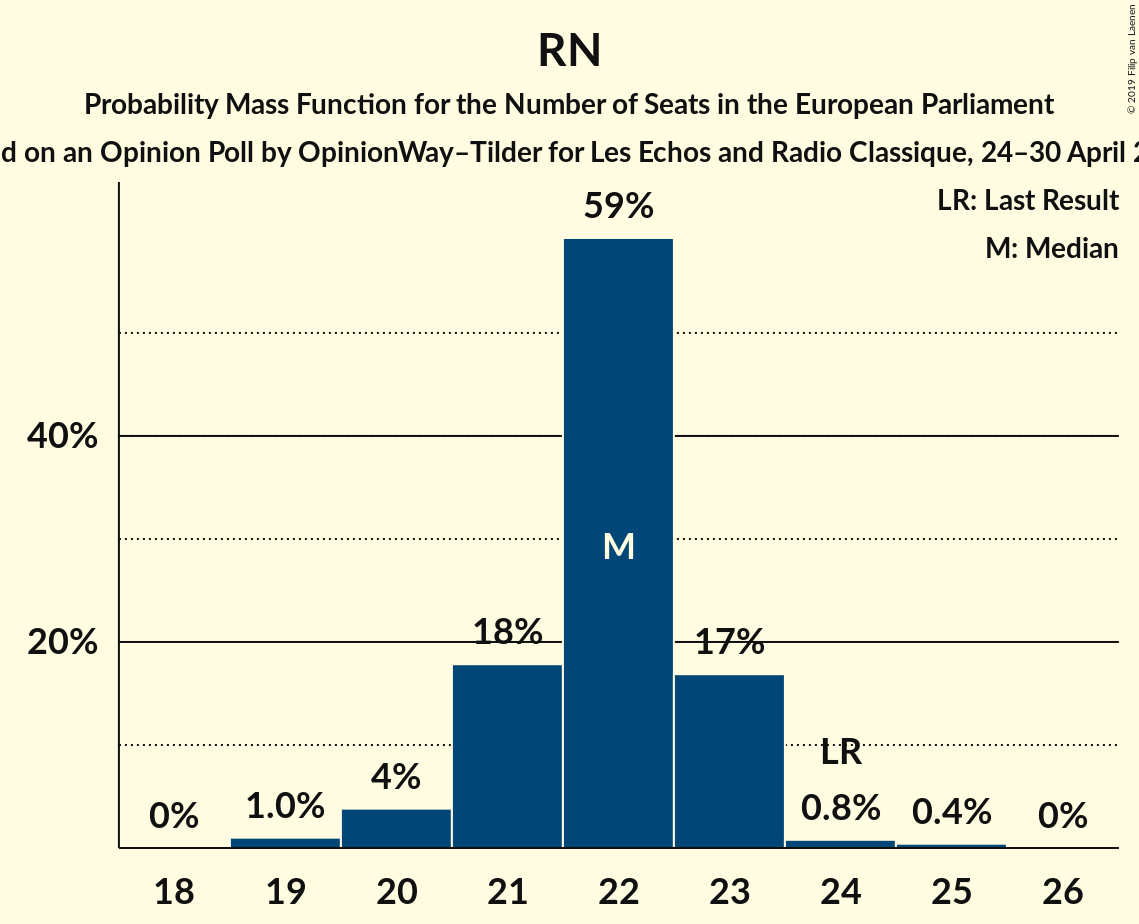 RN
Probability Mass Function for the Number of Seats in the European Parliament
d on an Opinion Poll by OpinionWay–Tilder for Les Echos and Radio Classique, 24–30 April 2
© 2019 Filip van Laenen
LR: Last Result
M: Median
59%
40%
M
20%
18%
17%
LR
0%
1.0%
4%
0.8%
0.4%
0%
18 19 20 21 22 23 24 25 26